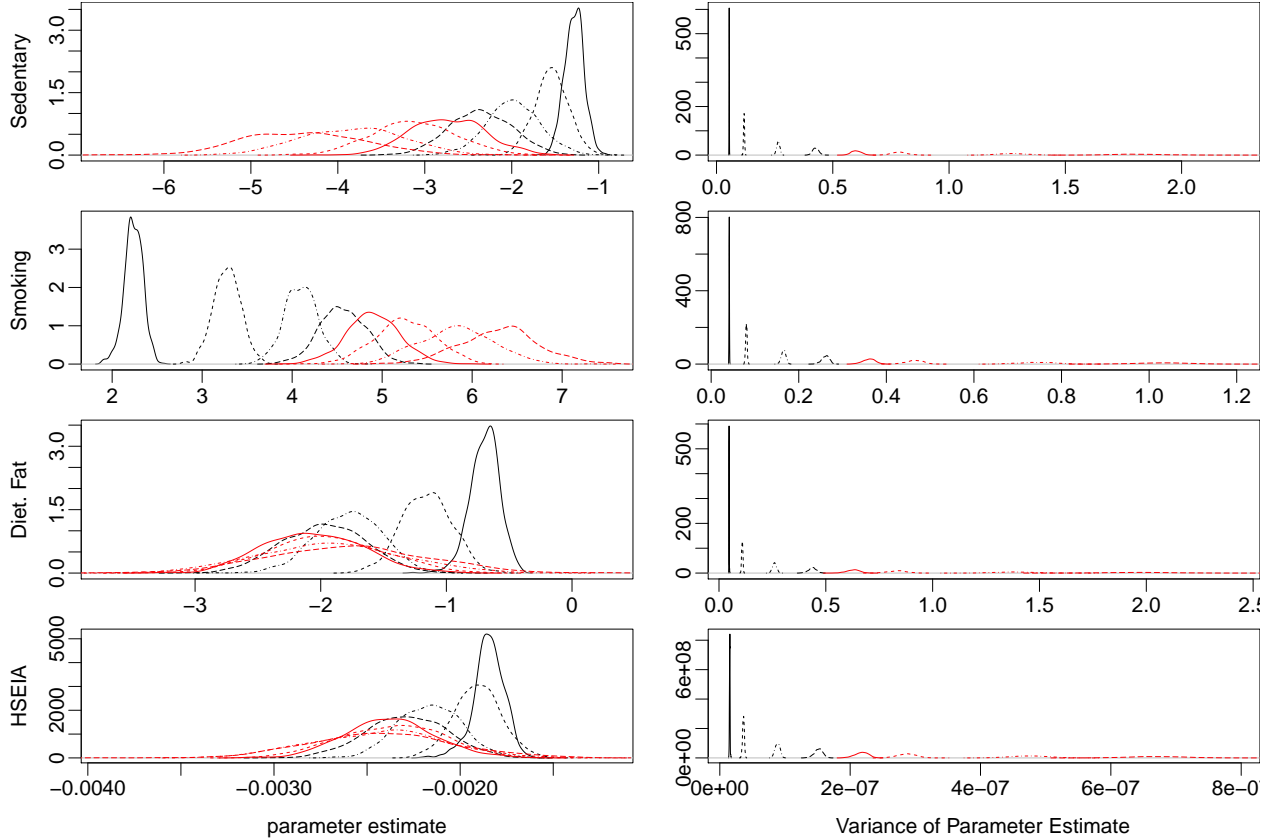 Sedentary
0.0 1.5 3.0
−6 −5 −4 −3 −2 −1
0 200 600
0.0 0.5 1.0 1.5 2.0
Smoking
0 1 2 3
2 3 4 5 6 7
0 400 800
0.0 0.2 0.4 0.6 0.8 1.0 1.2
Diet. Fat
0.0 1.5 3.0
−3 −2 −1 0
0 200 500
0.0 0.5 1.0 1.5 2.0 2.5
HSEIA
0 2000 5000
−0.0040 −0.0030 −0.0020
0e+00 6e+08
0e+00 2e−07 4e−07 6e−07
parameter estimate
Variance of Parameter Estimate